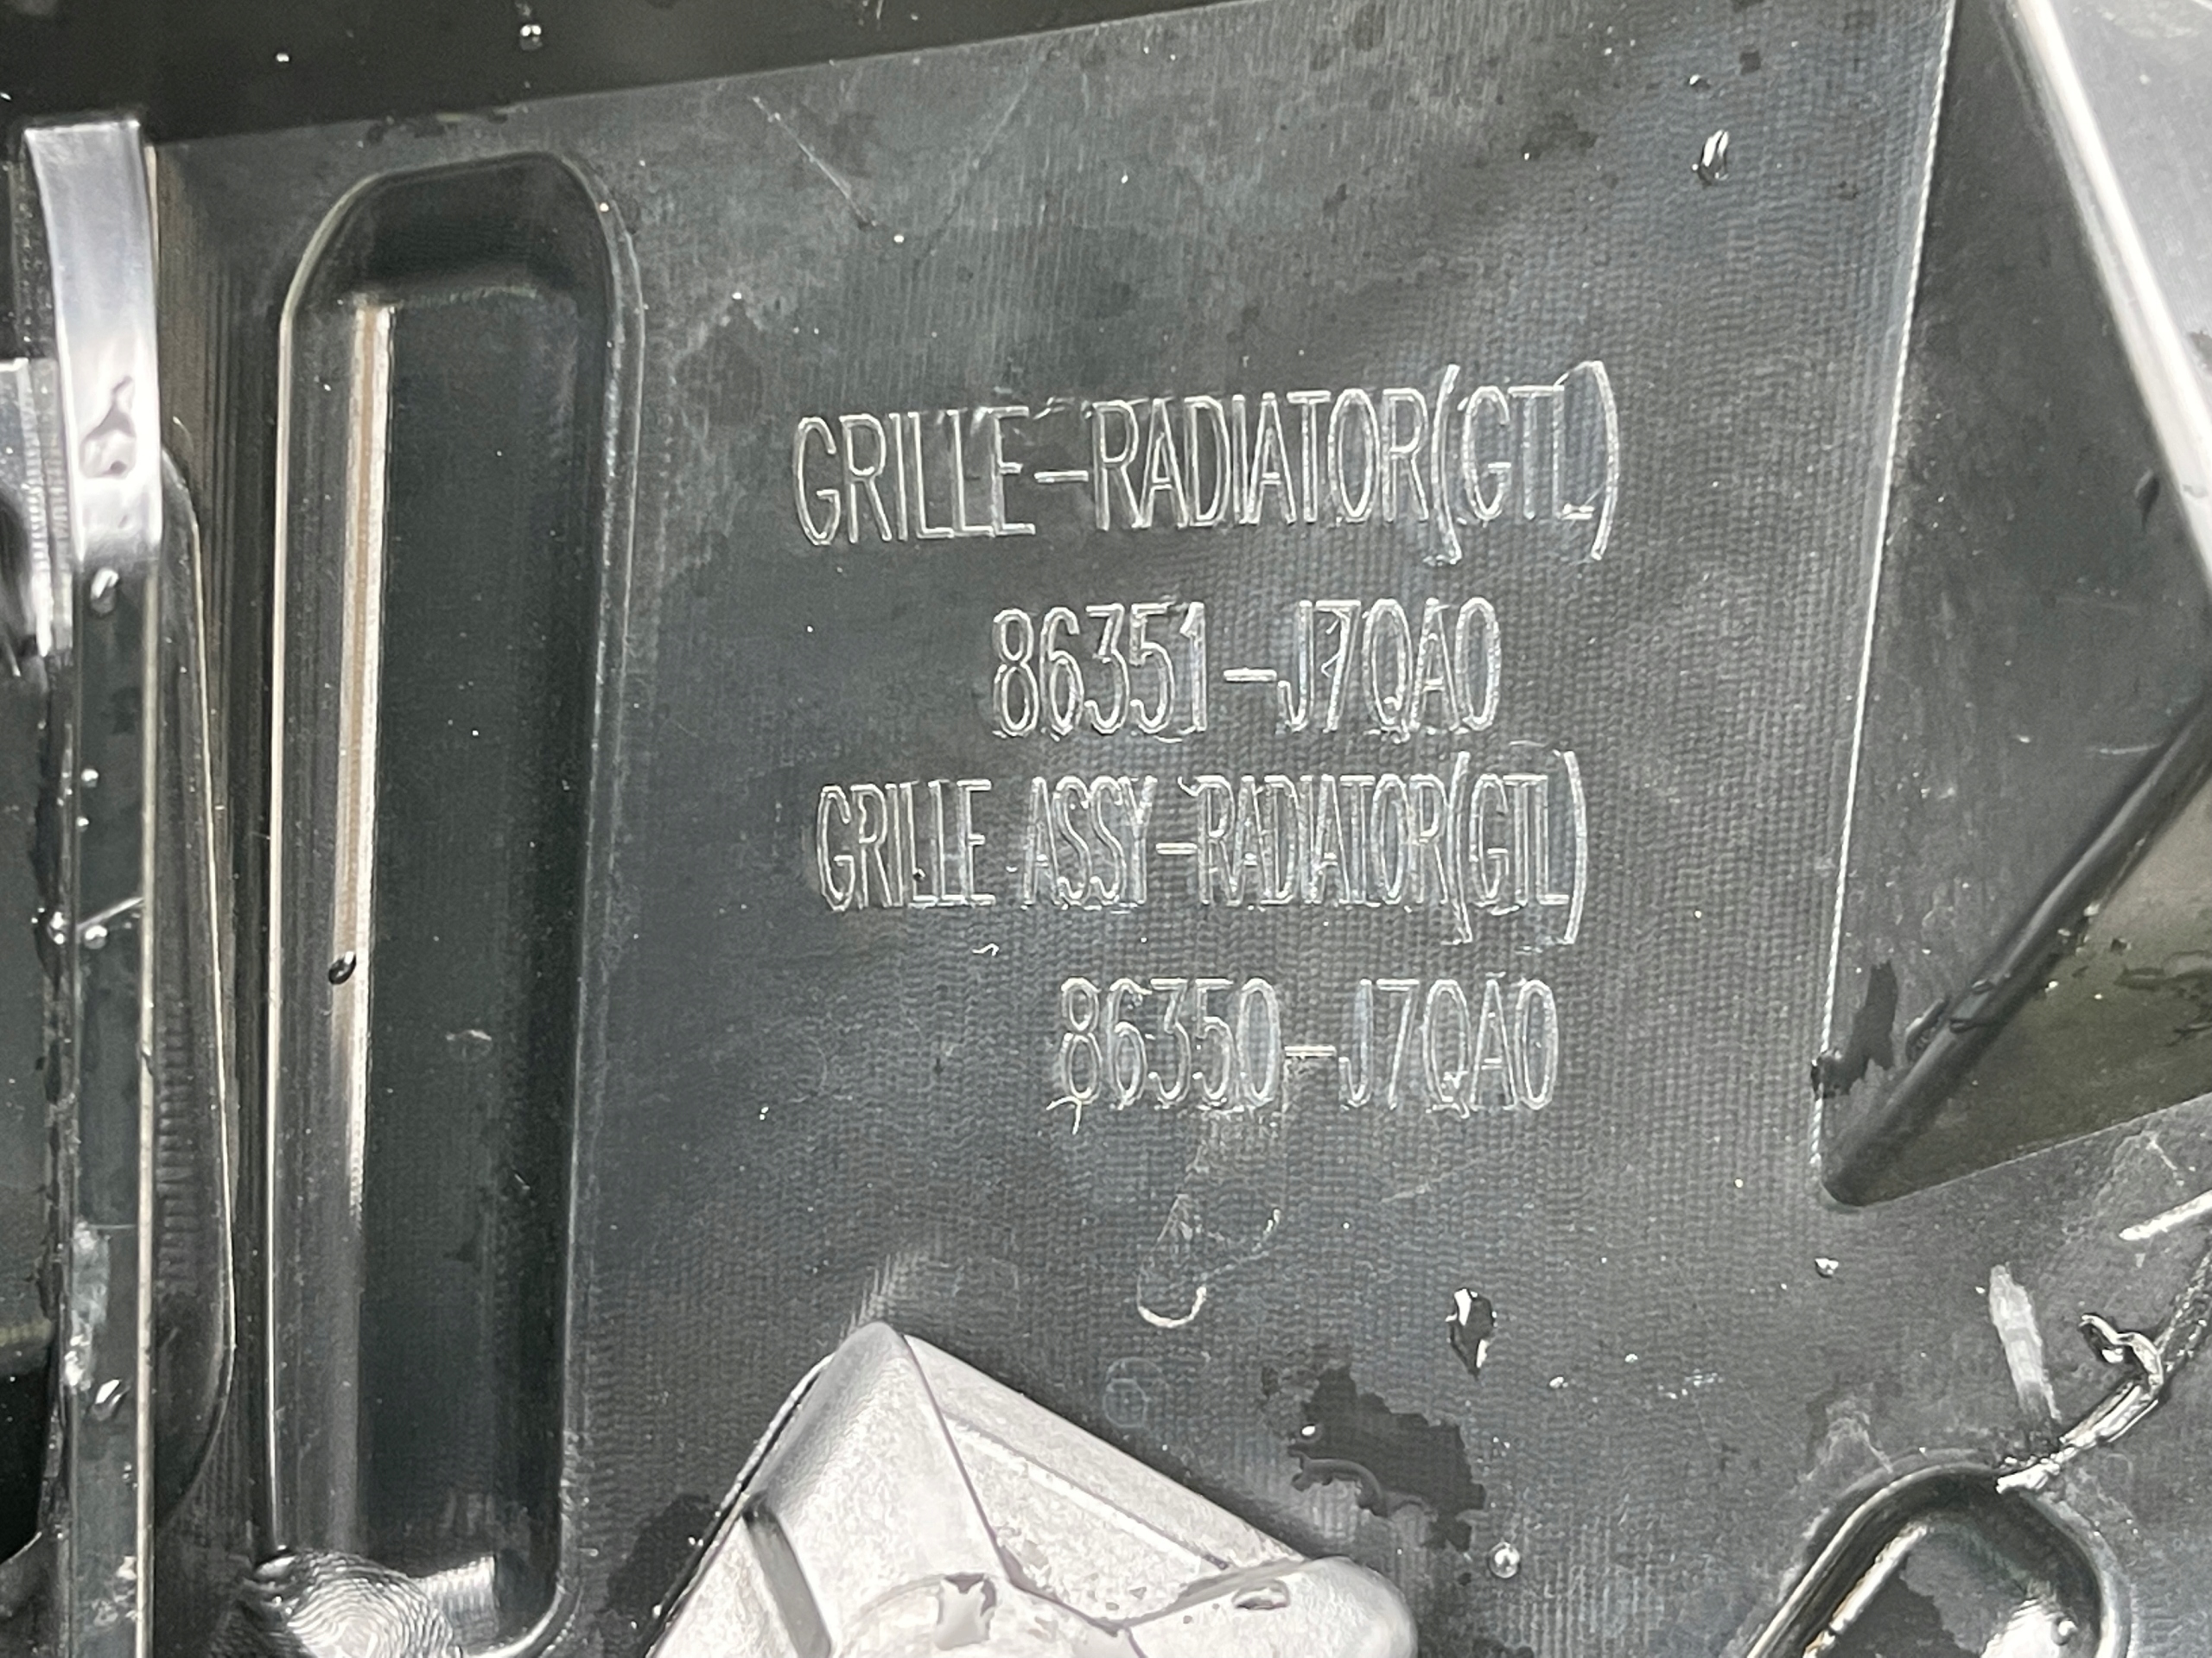 GRILLE-RADIATOR(GTL)
86351-J7QA0
GRILLE ASSY-RADIATOR(GTL)
86350-J7QA0